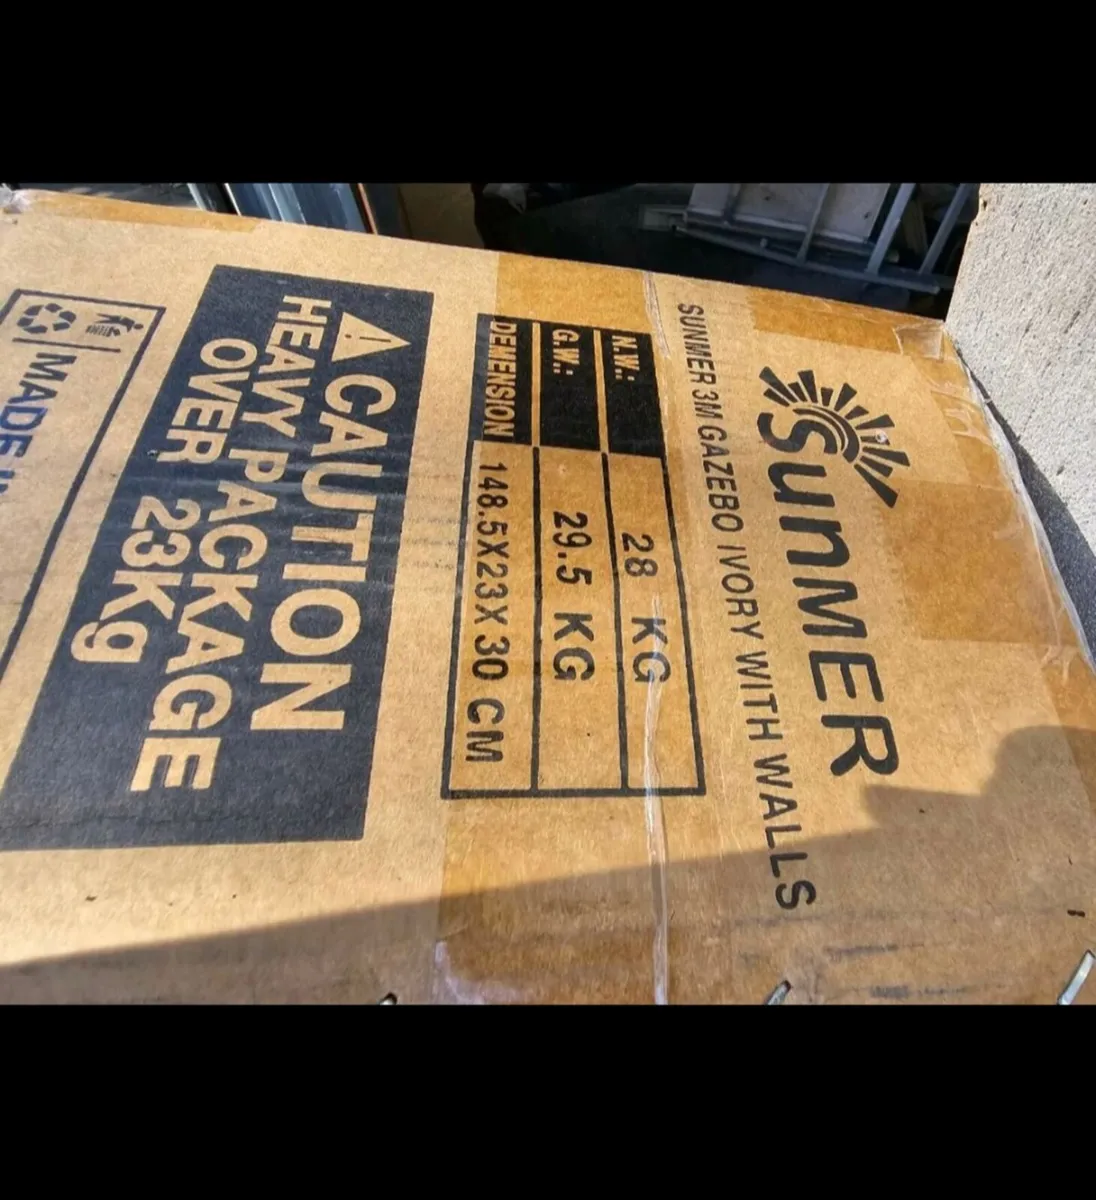 SUNMER
SUNMER 3M GAZEBO IVORY WITH WALLS
N.W.: 28 KG
G.W.: 29.5 KG
DEMENSION 148.5X23X30 CM
CAUTION
HEAVY PACKAGE
OVER 23Kg
MADE